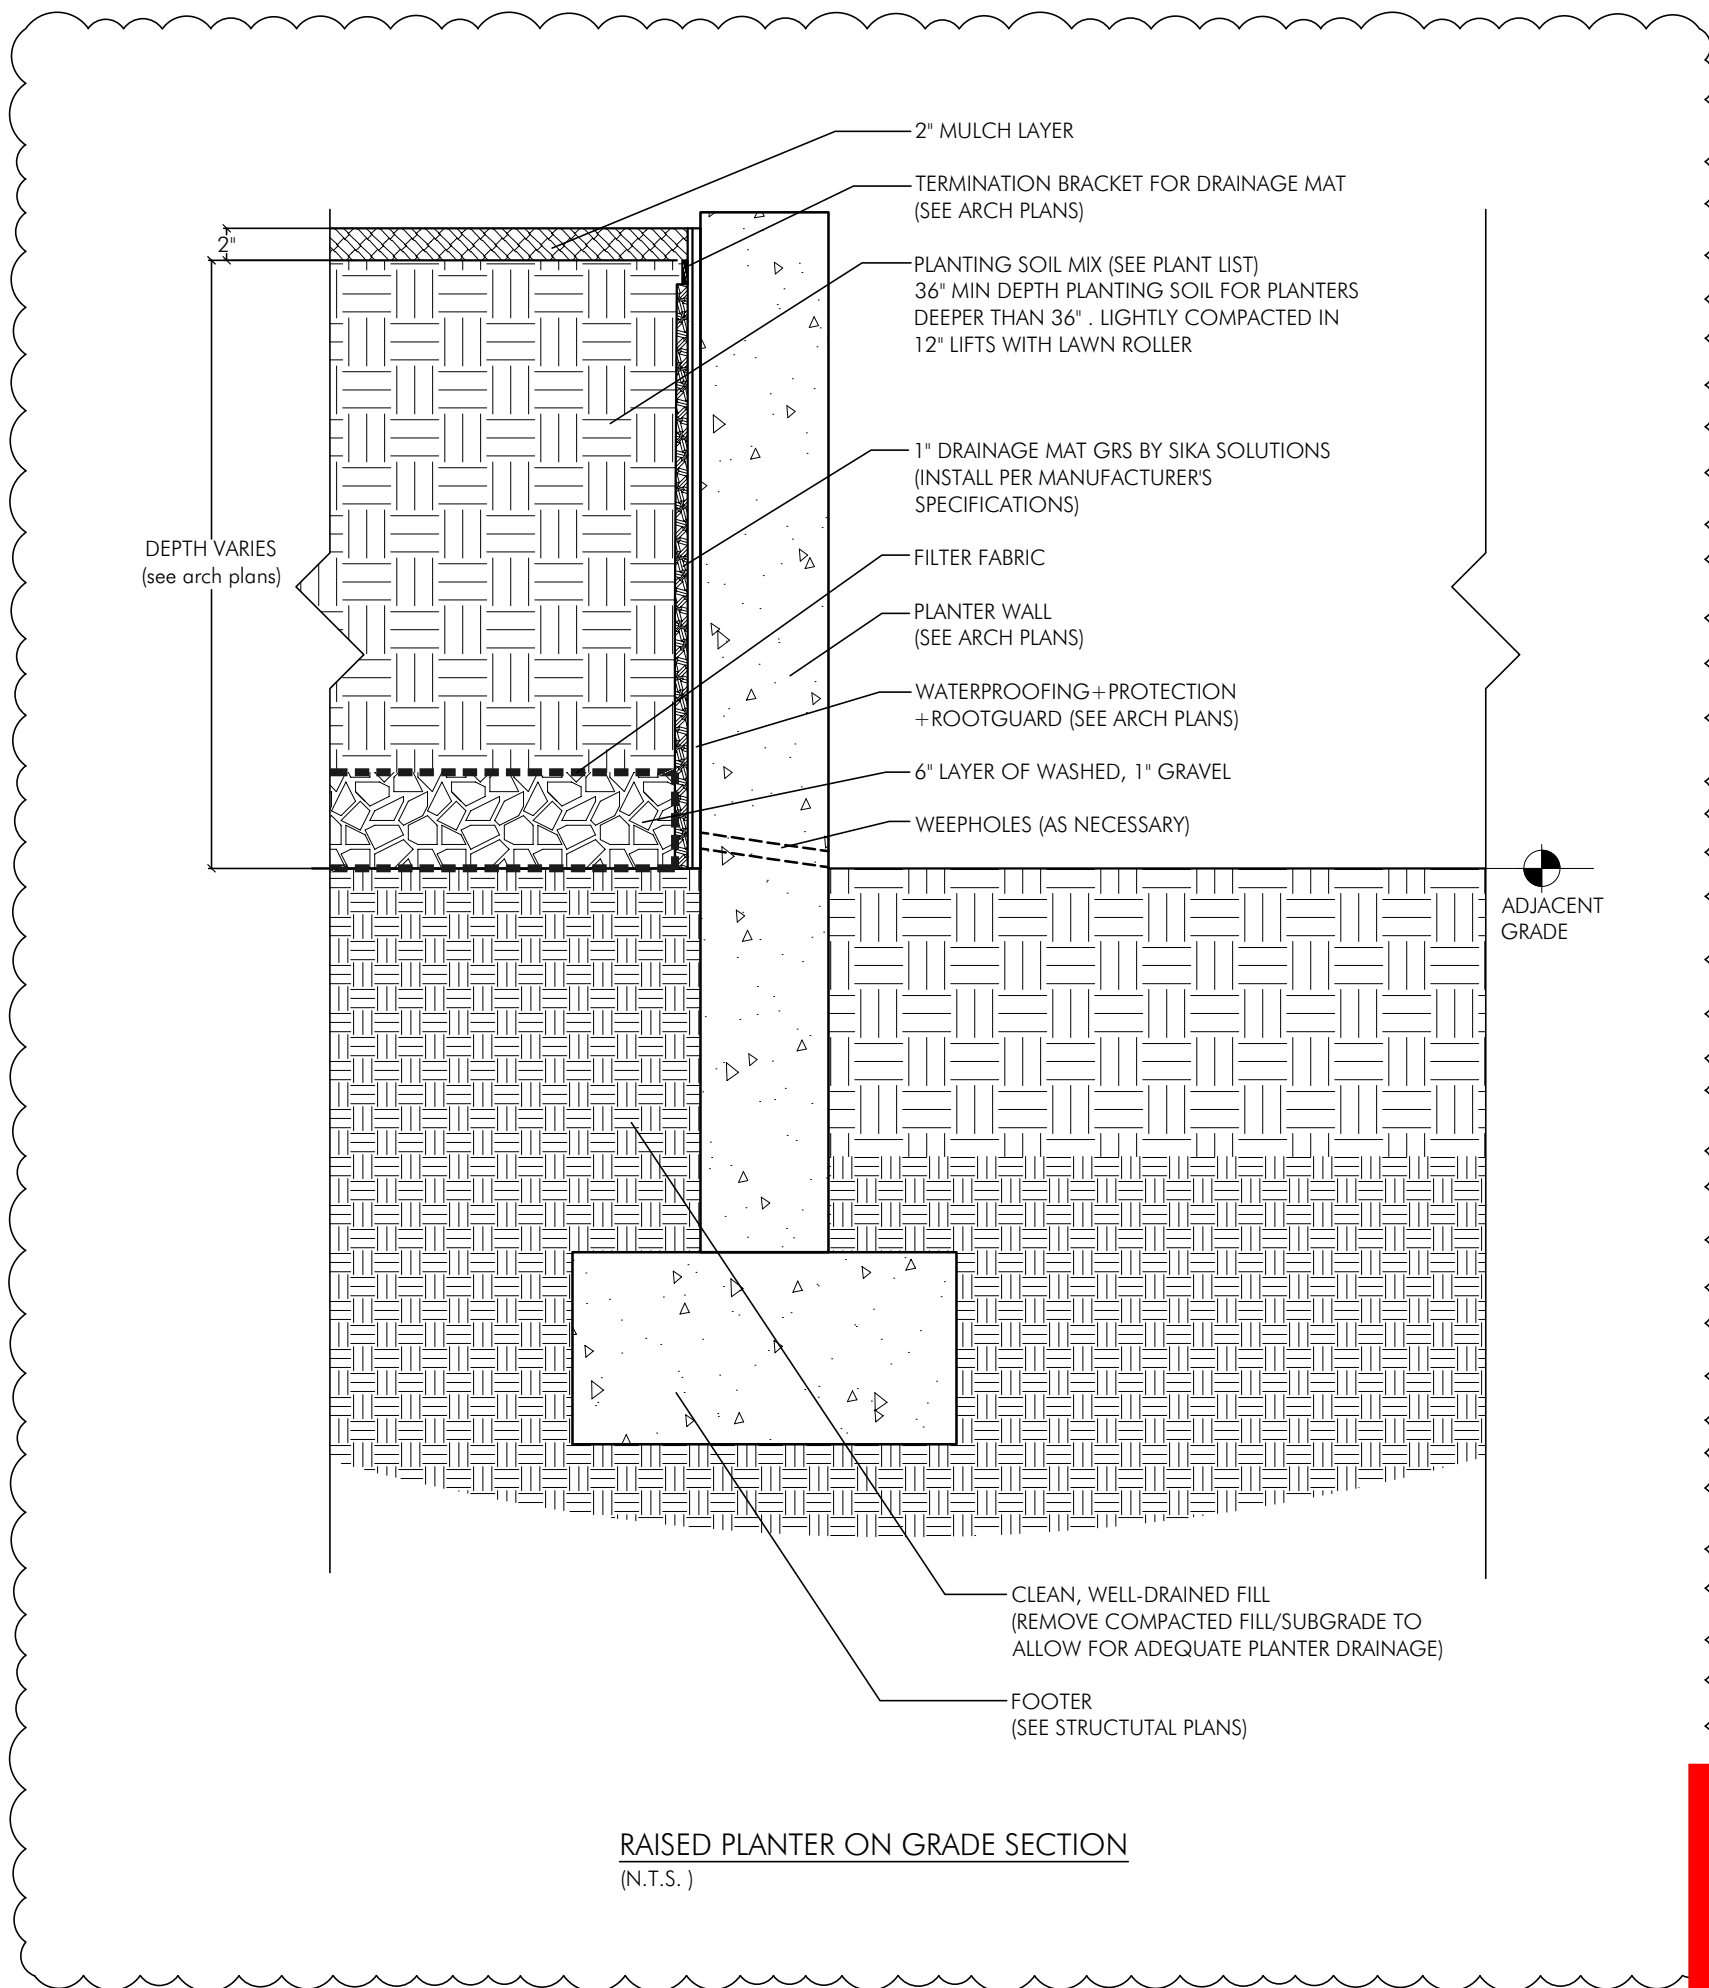 2" MULCH LAYER
TERMINATION BRACKET FOR DRAINAGE MAT
(SEE ARCH PLANS)
2"
PLANTING SOIL MIX (SEE PLANT LIST)
36" MIN DEPTH PLANTING SOIL FOR PLANTERS
DEEPER THAN 36" . LIGHTLY COMPACTED IN
12" LIFTS WITH LAWN ROLLER
1" DRAINAGE MAT GRS BY SIKA SOLUTIONS
(INSTALL PER MANUFACTURER'S
SPECIFICATIONS)
DEPTH VARIES
(see arch plans)
FILTER FABRIC
PLANTER WALL
(SEE ARCH PLANS)
WATERPROOFING+PROTECTION
+ROOTGUARD (SEE ARCH PLANS)
6" LAYER OF WASHED, 1" GRAVEL
WEEPHOLES (AS NECESSARY)
ADJACENT
GRADE
CLEAN, WELL-DRAINED FILL
(REMOVE COMPACTED FILL/SUBGRADE TO
ALLOW FOR ADEQUATE PLANTER DRAINAGE)
FOOTER
(SEE STRUCTUTAL PLANS)
RAISED PLANTER ON GRADE SECTION
(N.T.S. )